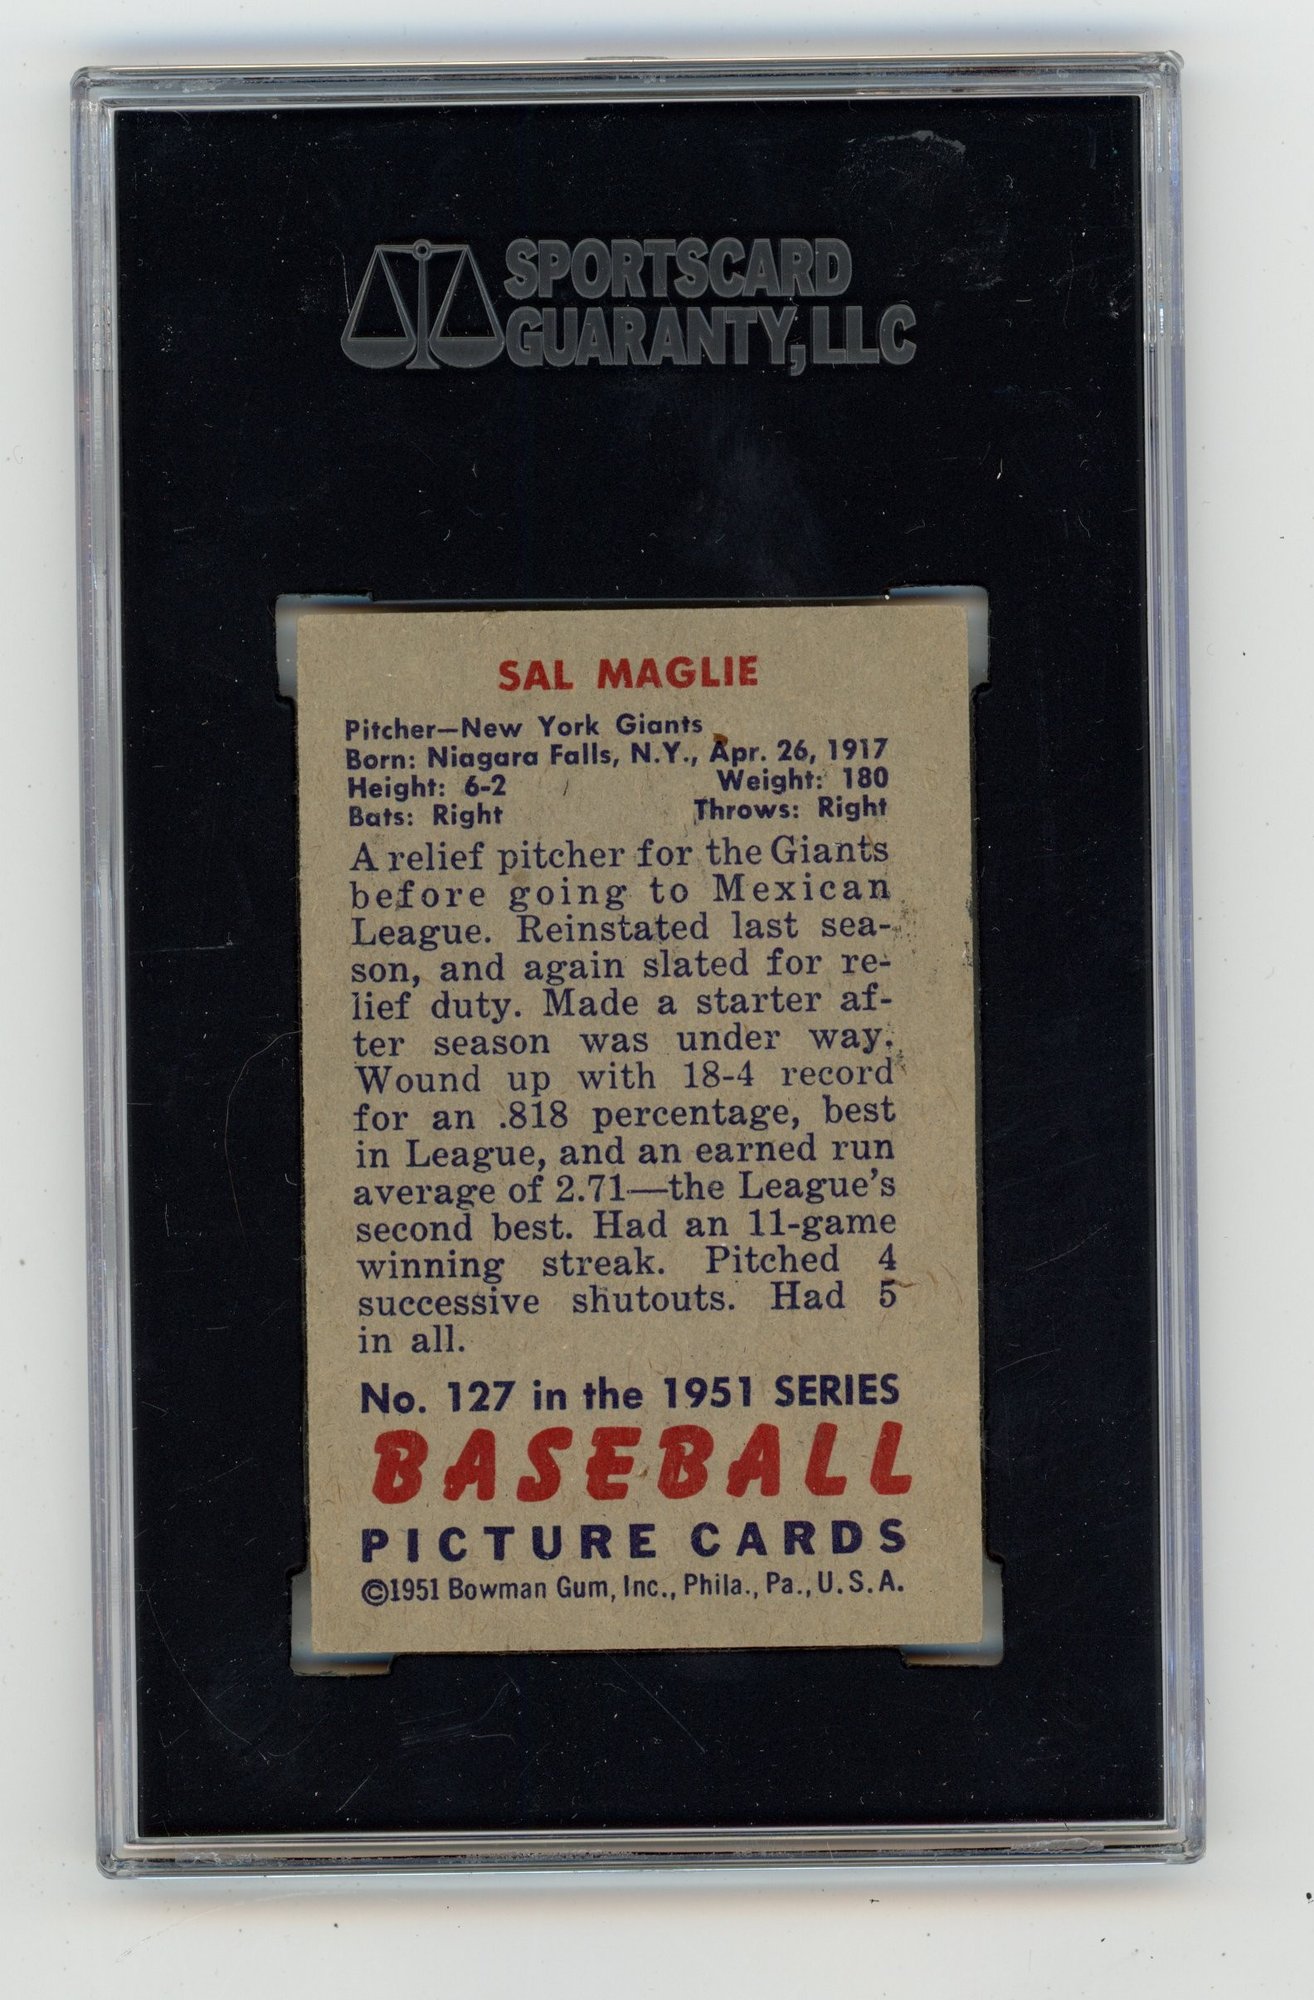 SPORTSCARD
GUARANTY, LLC
SAL MAGLIE
Pitcher—New York Giants
Born: Niagara Falls, N.Y., Apr. 26, 1917
Height: 6-2 Weight: 180
Bats: Right Throws: Right
A relief pitcher for the Giants
before going to Mexican
League. Reinstated last sea-
son, and again slated for re-
lief duty. Made a starter af-
ter season was under way.
Wound up with 18-4 record
for an .818 percentage, best
in League, and an earned run
average of 2.71—the League's
second best. Had an 11-game
winning streak. Pitched 4
successive shutouts. Had 5
in all.
No. 127 in the 1951 SERIES
BASEBALL
PICTURE CARDS
©1951 Bowman Gum, Inc., Phila., Pa., U.S.A.